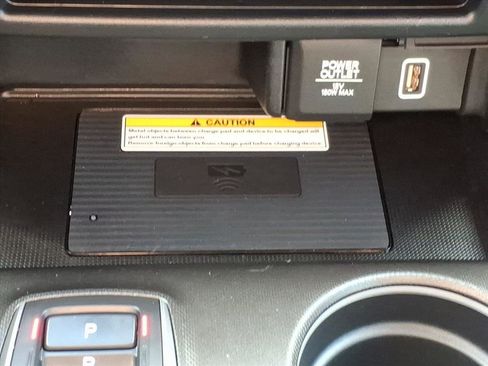 POWER
OUTLET
12V
180W MAX
CAUTION
Metal objects between charge pad and device to be charged will
get hot and can burn you.
Remove foreign objects from charge pad before charging device.
P
P